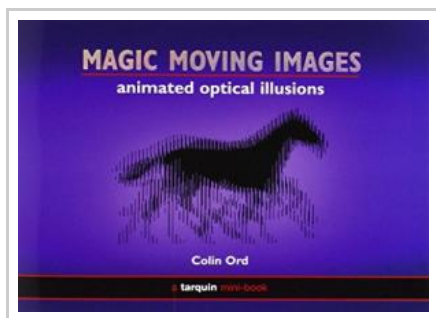 MAGIC MOVING IMAGES
animated optical illusions
Colin Ord
a tarquin mini-book